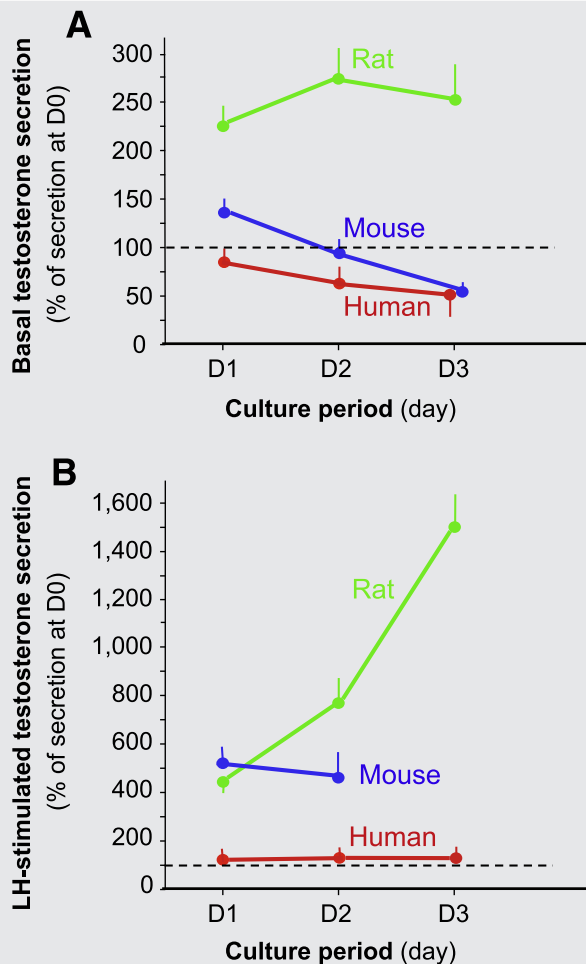 A
Basal testosterone secretion
(% of secretion at D0)
300
250
200
150
100
50
0
Rat
Mouse
Human
D1 D2 D3
Culture period (day)
B
LH-stimulated testosterone secretion
(% of secretion at D0)
1,600
1,400
1,200
1,000
800
600
400
200
0
Rat
Mouse
Human
D1 D2 D3
Culture period (day)